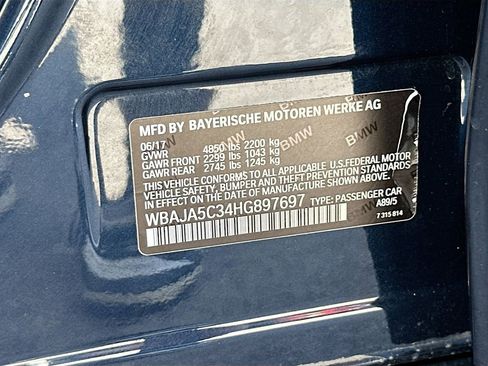 MFD BY BAYERISCHE MOTOREN WERKE AG
06/17
GVWR 4850 lbs 2200 kg
GAWR FRONT 2299 lbs 1043 kg
GAWR REAR 2745 lbs 1245 kg
THIS VEHICLE CONFORMS TO ALL APPLICABLE U.S.FEDERAL MOTOR
VEHICLE SAFETY, BUMPER, AND THEFT PREVENTION STANDARDS
IN EFFECT ON THE DATE OF MANUFACTURE SHOWN ABOVE.
WBAJA5C34HG897697 TYPE: PASSENGER CAR
A89/5
7 315 814
BMW
BMW
BMW